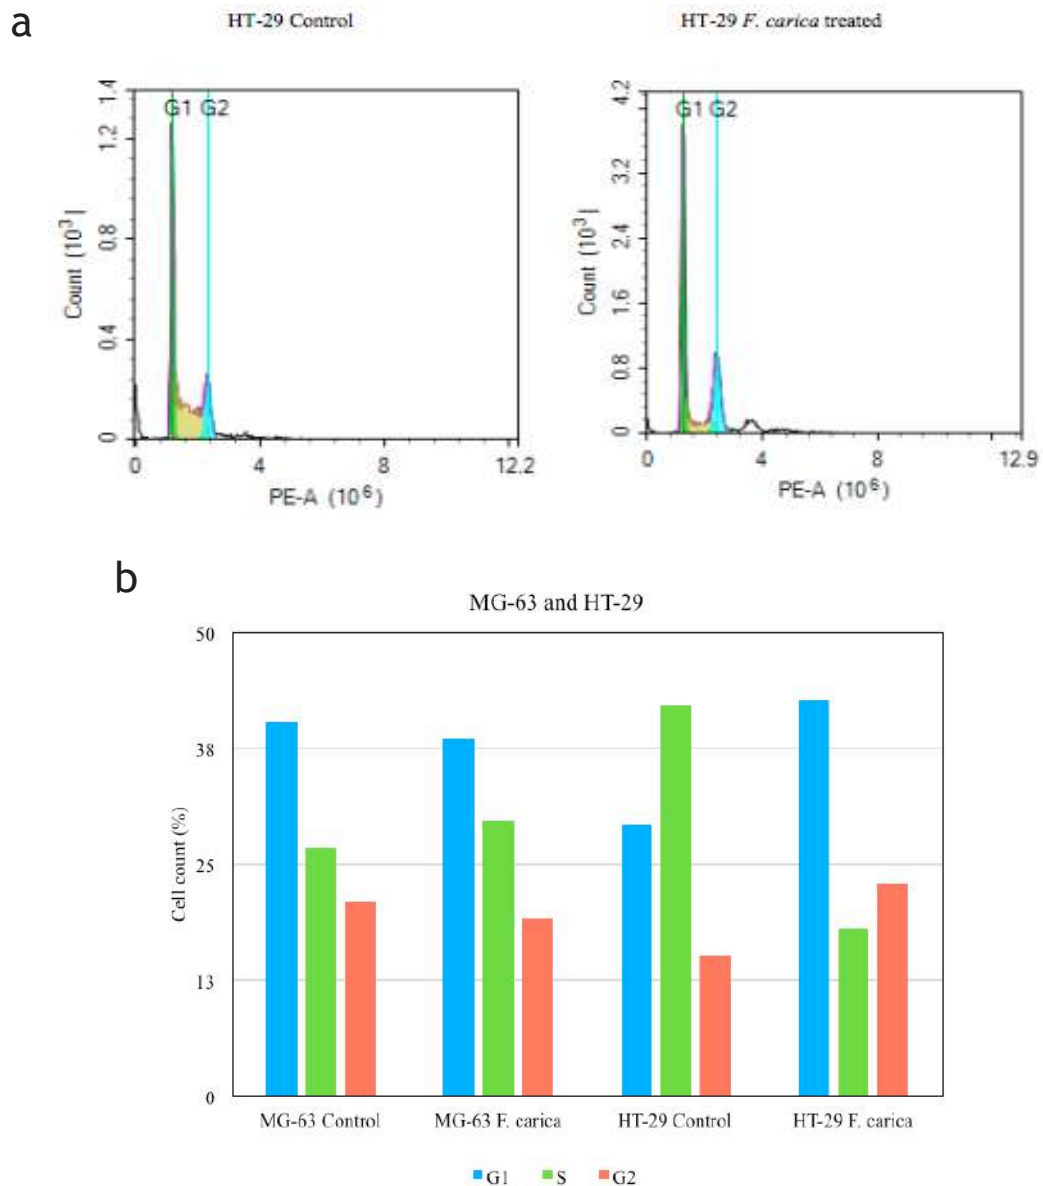 a
HT-29 Control
HT-29 F. carica treated
G1 G2
1.4
1.2
0.8
0.4
0
Count (10³]
0 4 8 12.2
PE-A (10⁶)
G1 G2
4.2
3.2
2.4
1.6
0.8
0
Count (10³]
0 4 8 12.9
PE-A (10⁶)
b
MG-63 and HT-29
50
38
25
13
0
Cell count (%)
MG-63 Control MG-63 F. carica HT-29 Control HT-29 F. carica
G1 S G2